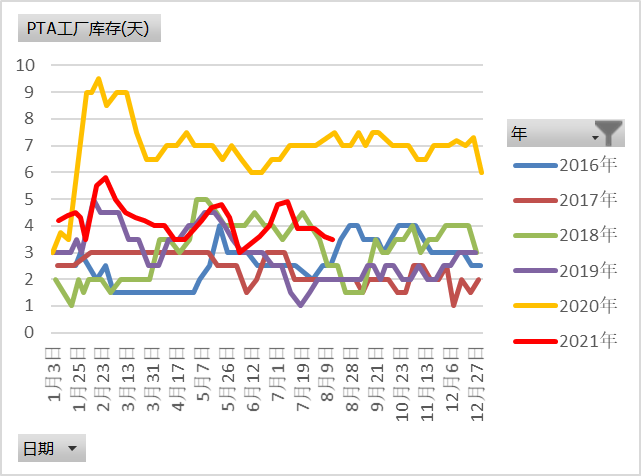 PTA工厂库存(天)
10
9
8
7
6
5
4
3
2
1
0
1月3日
1月25日
2月23日
3月13日
3月31日
4月17日
5月7日
5月26日
6月12日
7月1日
7月19日
8月9日
8月28日
9月21日
10月23日
11月13日
12月6日
12月27日
年
2016年
2017年
2018年
2019年
2020年
2021年
日期